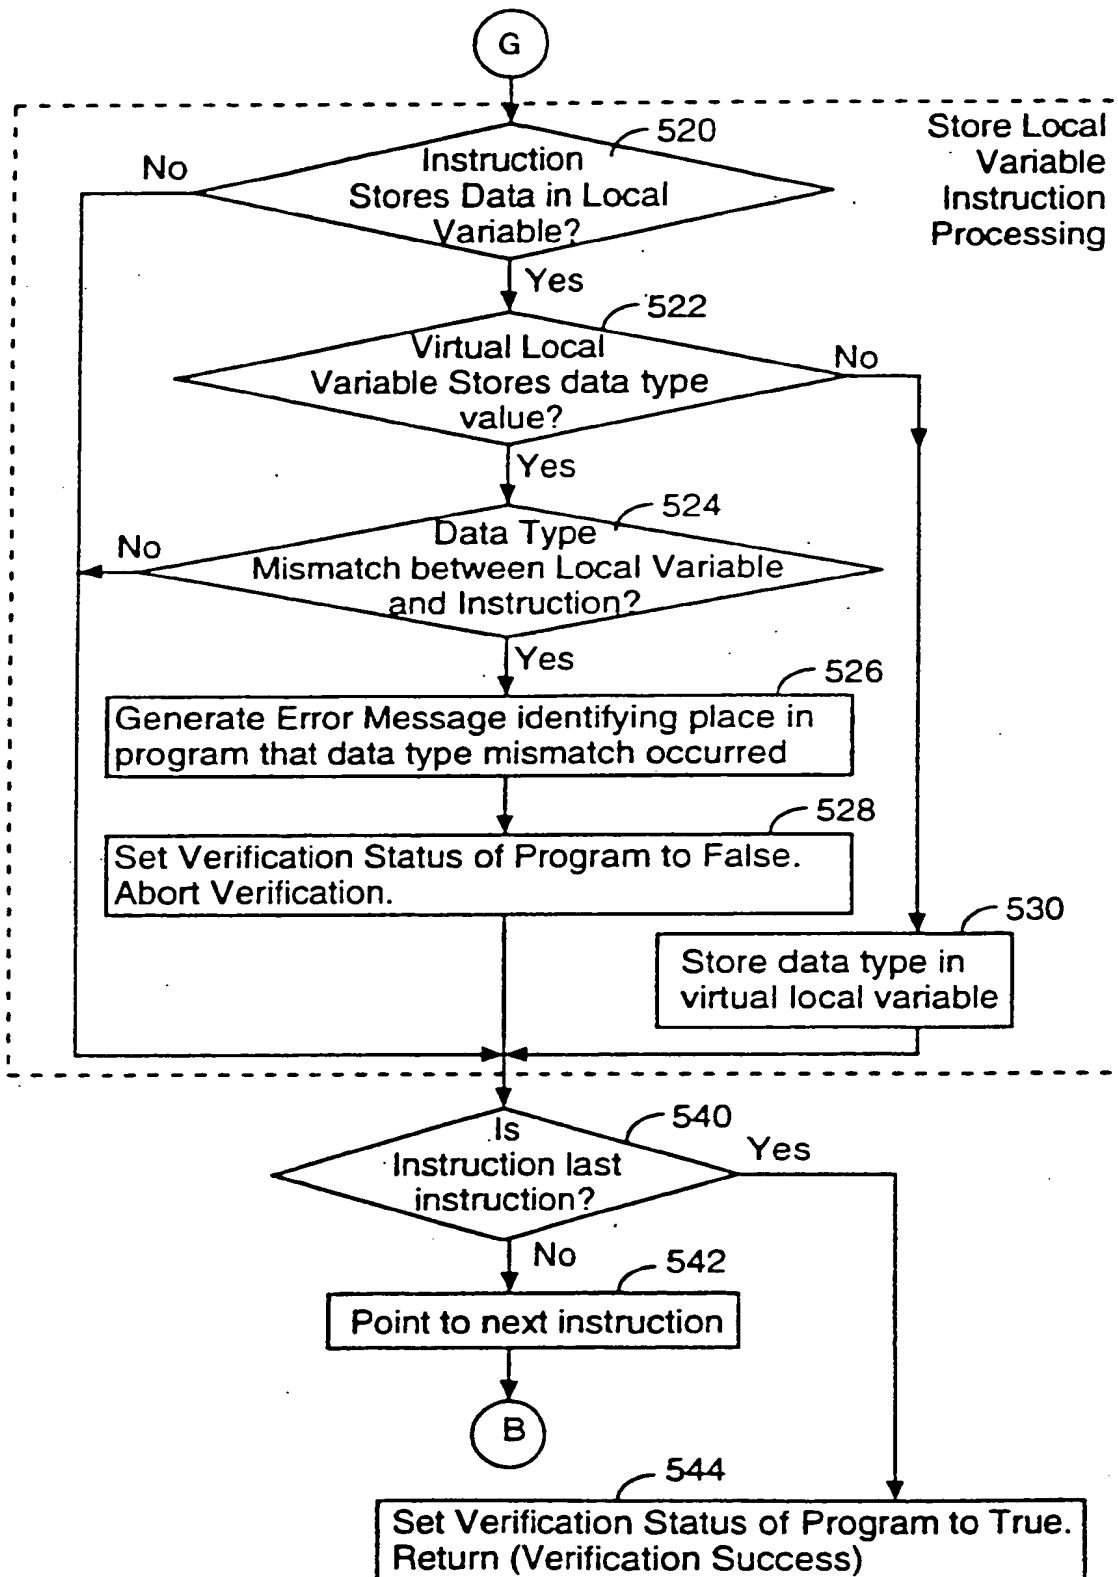 G
520
Store Local
Variable
Instruction
Processing
No
Instruction
Stores Data in Local
Variable?
Yes
522
Virtual Local
Variable Stores data type
value?
No
Yes
524
No
Data Type
Mismatch between Local Variable
and Instruction?
Yes
526
Generate Error Message identifying place in
program that data type mismatch occurred
528
Set Verification Status of Program to False.
Abort Verification.
530
Store data type in
virtual local variable
540
Is
Instruction last
instruction?
Yes
No
542
Point to next instruction
B
544
Set Verification Status of Program to True.
Return (Verification Success)